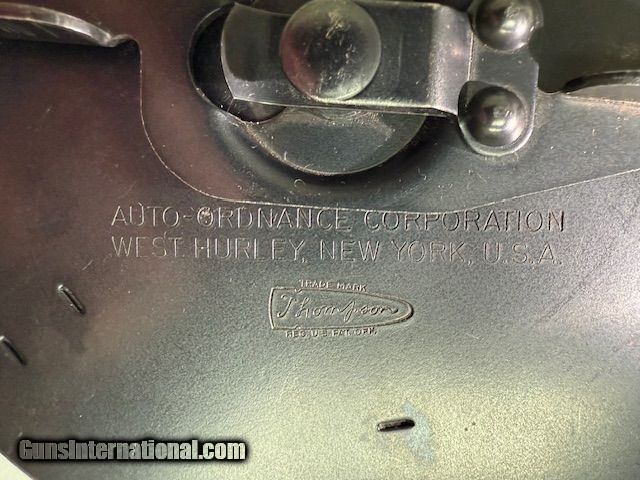 AUTO-ORDNANCE CORPORATION
WEST HURLEY, NEW YORK, U.S.A.
TRADE MARK
Thompson
REG. U.S. PAT. OFF.
GunsInternational.com